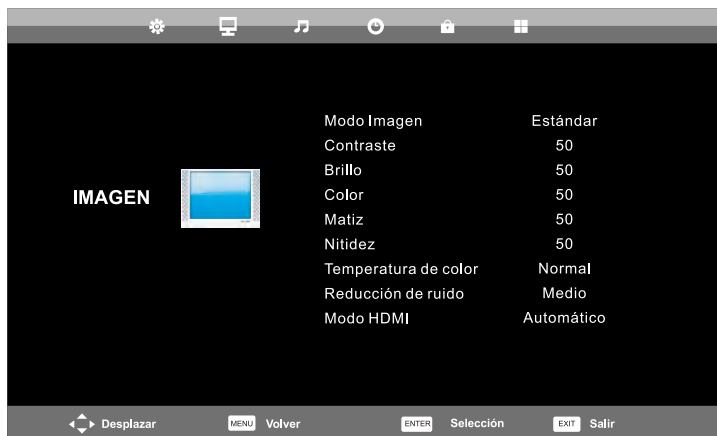 Modo Imagen Estándar
Contraste 50
Brillo 50
IMAGEN
Color 50
Matiz 50
Nitidez 50
Temperatura de color Normal
Reducción de ruido Medio
Modo HDMI Automático
Desplazar MENU Volver ENTER Selección EXIT Salir